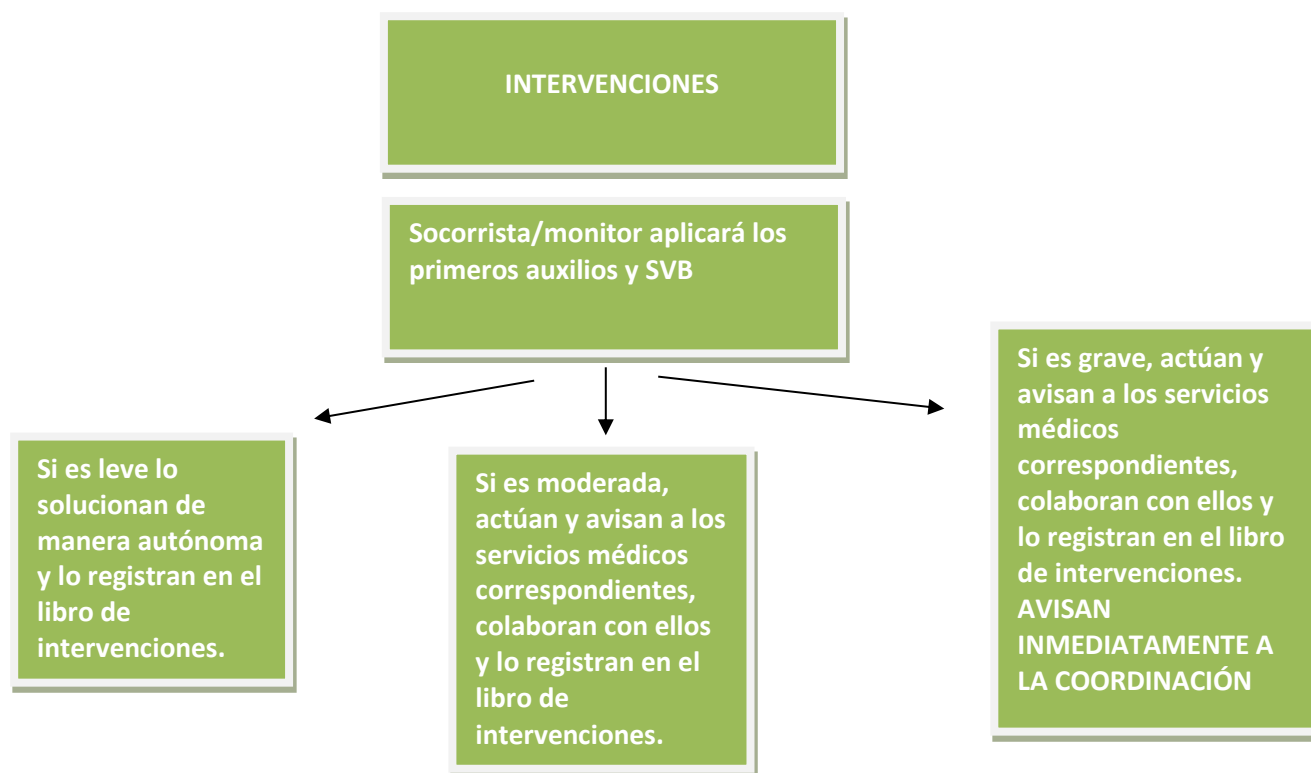 INTERVENCIONES
Socorrista/monitor aplicará los
primeros auxilios y SVB
Si es leve lo
solucionan de
manera autónoma
y lo registran en el
libro de
intervenciones.
Si es moderada,
actúan y avisan a los
servicios médicos
correspondientes,
colaboran con ellos
y lo registran en el
libro de
intervenciones.
Si es grave, actúan y
avisan a los servicios
médicos
correspondientes,
colaboran con ellos y
lo registran en el libro
de intervenciones.
AVISAN
INMEDIATAMENTE A
LA COORDINACIÓN